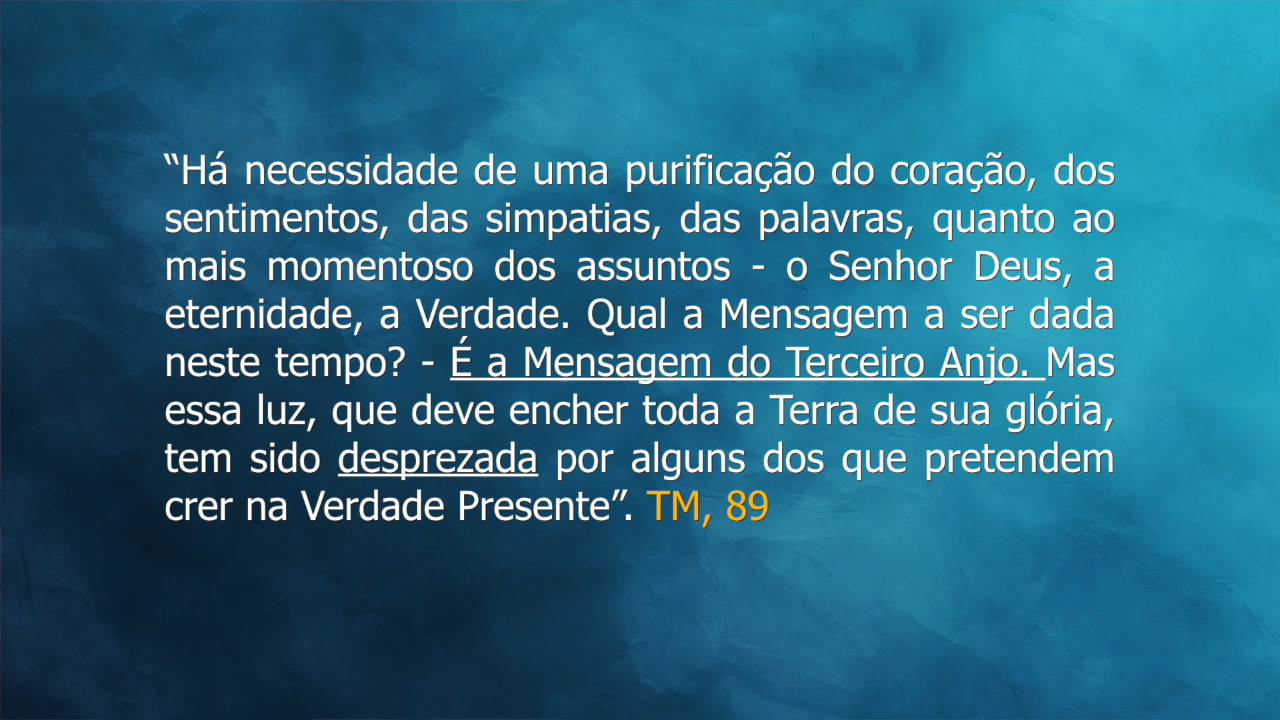 “Há necessidade de uma purificação do coração, dos
sentimentos, das simpatias, das palavras, quanto ao
mais momentoso dos assuntos - o Senhor Deus, a
eternidade, a Verdade. Qual a Mensagem a ser dada
neste tempo? - É a Mensagem do Terceiro Anjo. Mas
essa luz, que deve encher toda a Terra de sua glória,
tem sido desprezada por alguns dos que pretendem
crer na Verdade Presente”. TM, 89